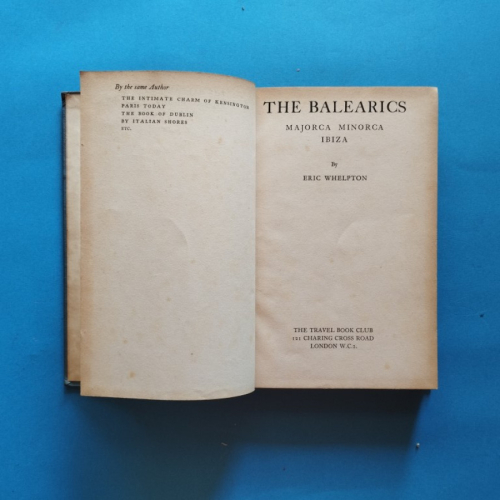 By the same Author
THE INTIMATE CHARM OF KENSINGTON
PARIS TODAY
THE BOOK OF DUBLIN
BY ITALIAN SHORES
ETC.
THE BALEARICS
MAJORCA MINORCA
IBIZA
By
ERIC WHELPTON
THE TRAVEL BOOK CLUB
121 CHARING CROSS ROAD
LONDON W.C.2.